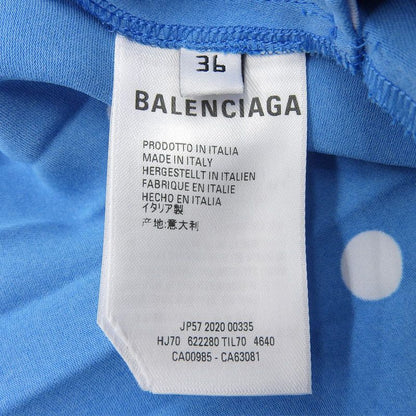 36
BALENCIAGA
PRODOTTO IN ITALIA
MADE IN ITALY
HERGESTELLT IN ITALIEN
FABRIQUE EN ITALIE
HECHO EN ITALIA
イタリア製
产地:意大利
JP57 2020 00335
HJ70 622280 TIL70 4640
CA00985 - CA63081